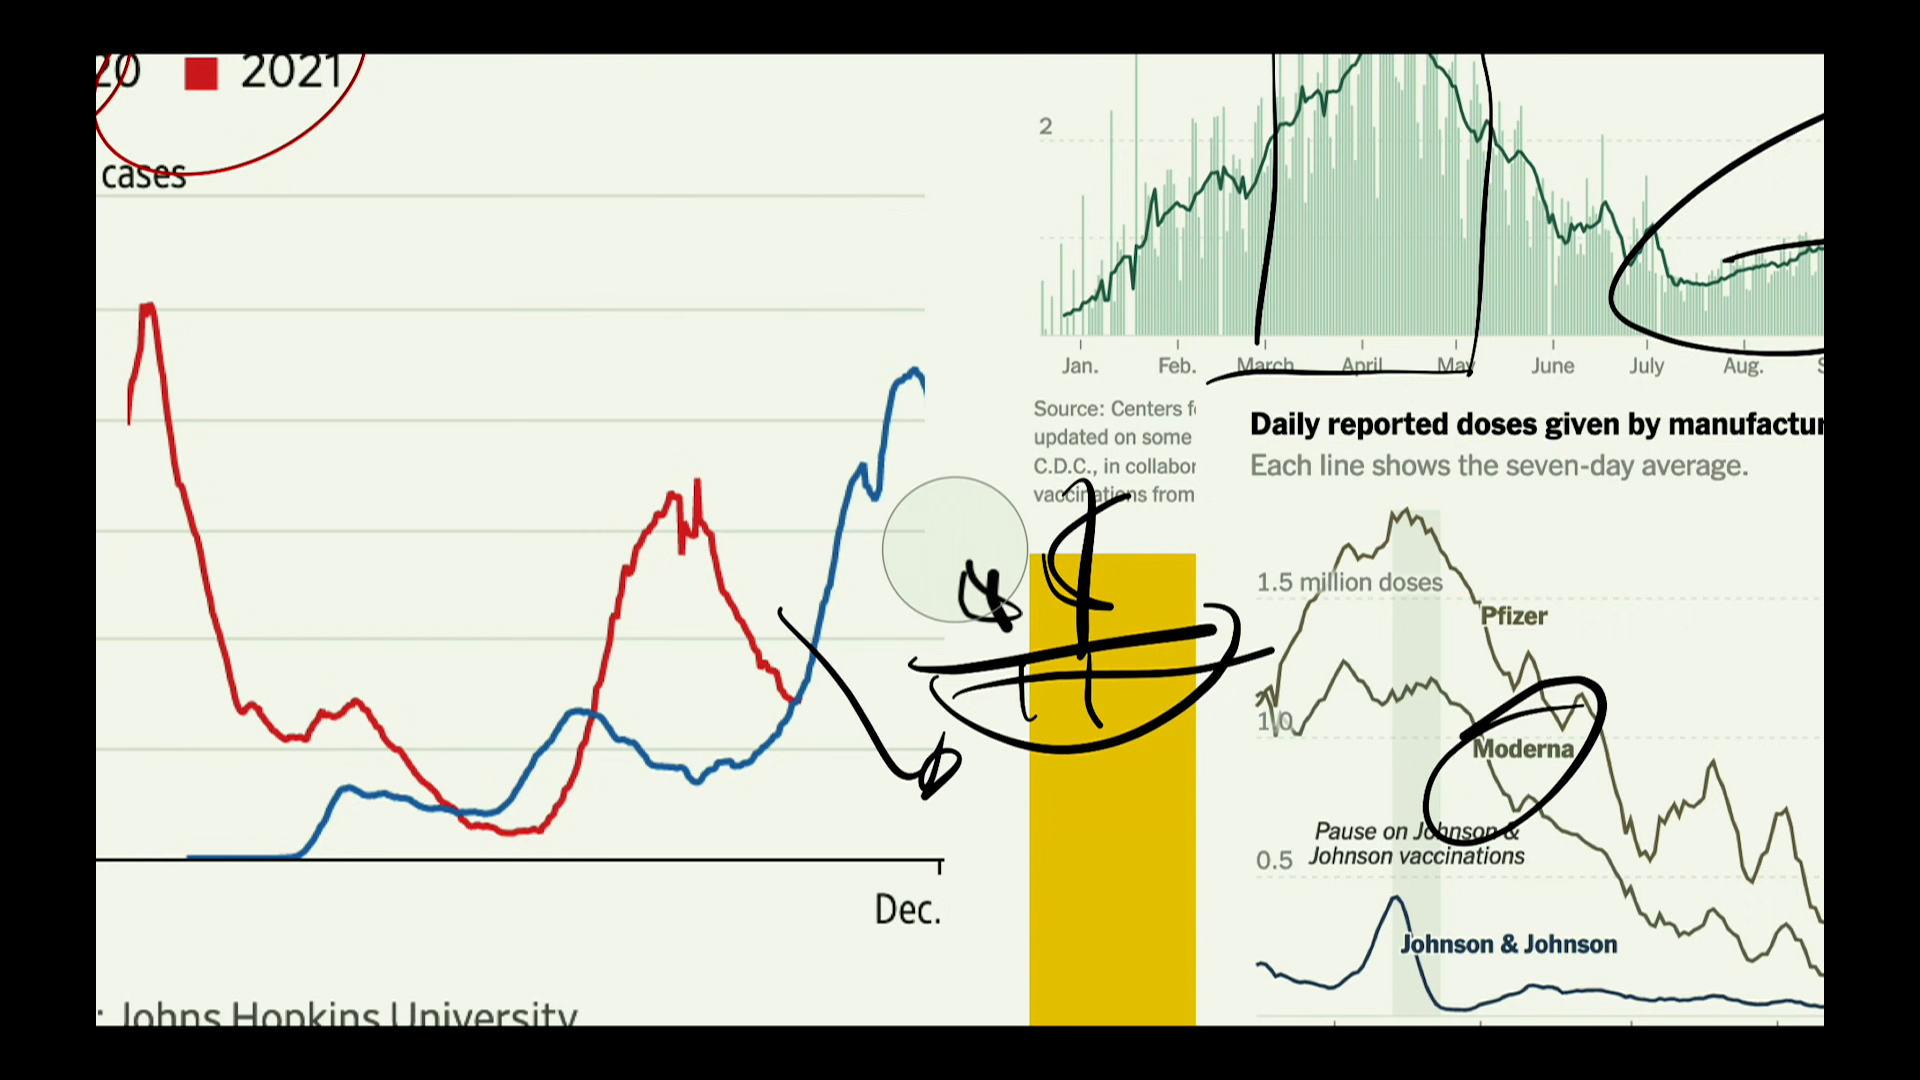 20 2021
cases
Dec.
: Johns Hopkins University
2
Jan. Feb. March April May June July Aug. S
Source: Centers f
updated on some
C.D.C., in collabor
vaccinations from
Daily reported doses given by manufactur
Each line shows the seven-day average.
1.5 million doses
Pfizer
1.0
Moderna
Pause on Johnson &
Johnson vaccinations
0.5
Johnson & Johnson